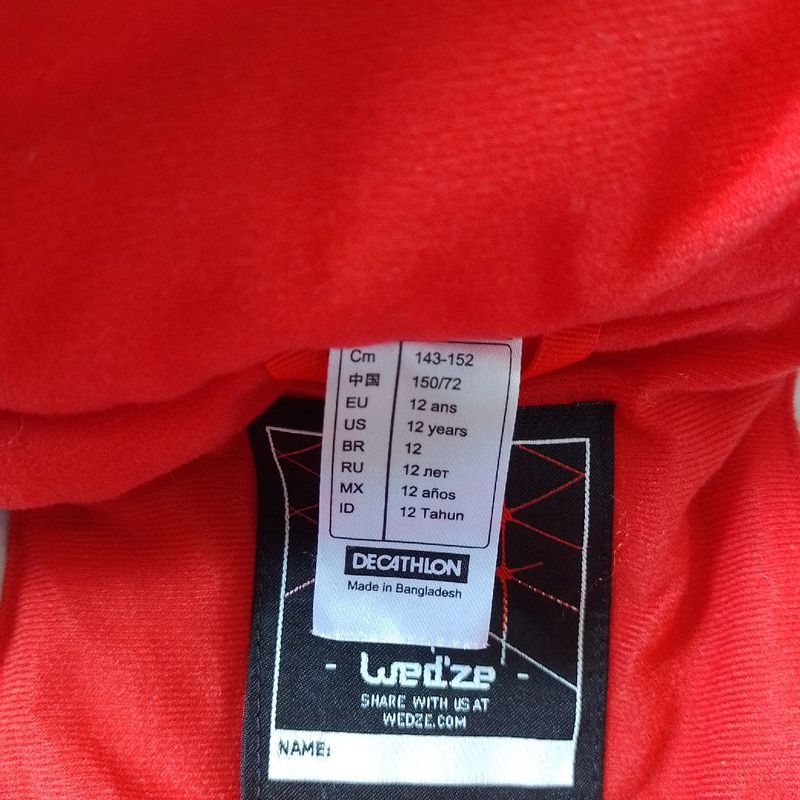 Cm 143-152
中国 150/72
EU 12 ans
US 12 years
BR 12
RU 12 лет
MX 12 años
ID 12 Tahun
DECATHLON
Made in Bangladesh
- Wed'ze -
SHARE WITH US AT
WEDZE.COM
NAME: